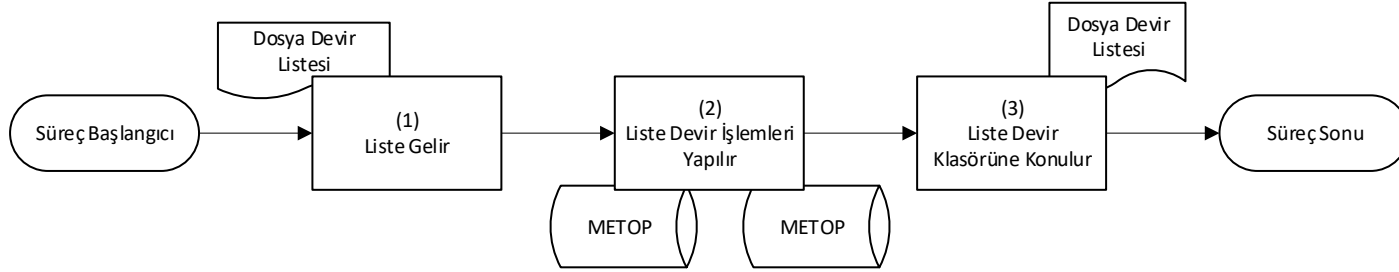 Dosya Devir
Listesi
Dosya Devir
Listesi
Süreç Başlangıcı
(1)
Liste Gelir
(2)
Liste Devir İşlemleri
Yapılır
(3)
Liste Devir
Klasörüne Konulur
Süreç Sonu
METOP
METOP